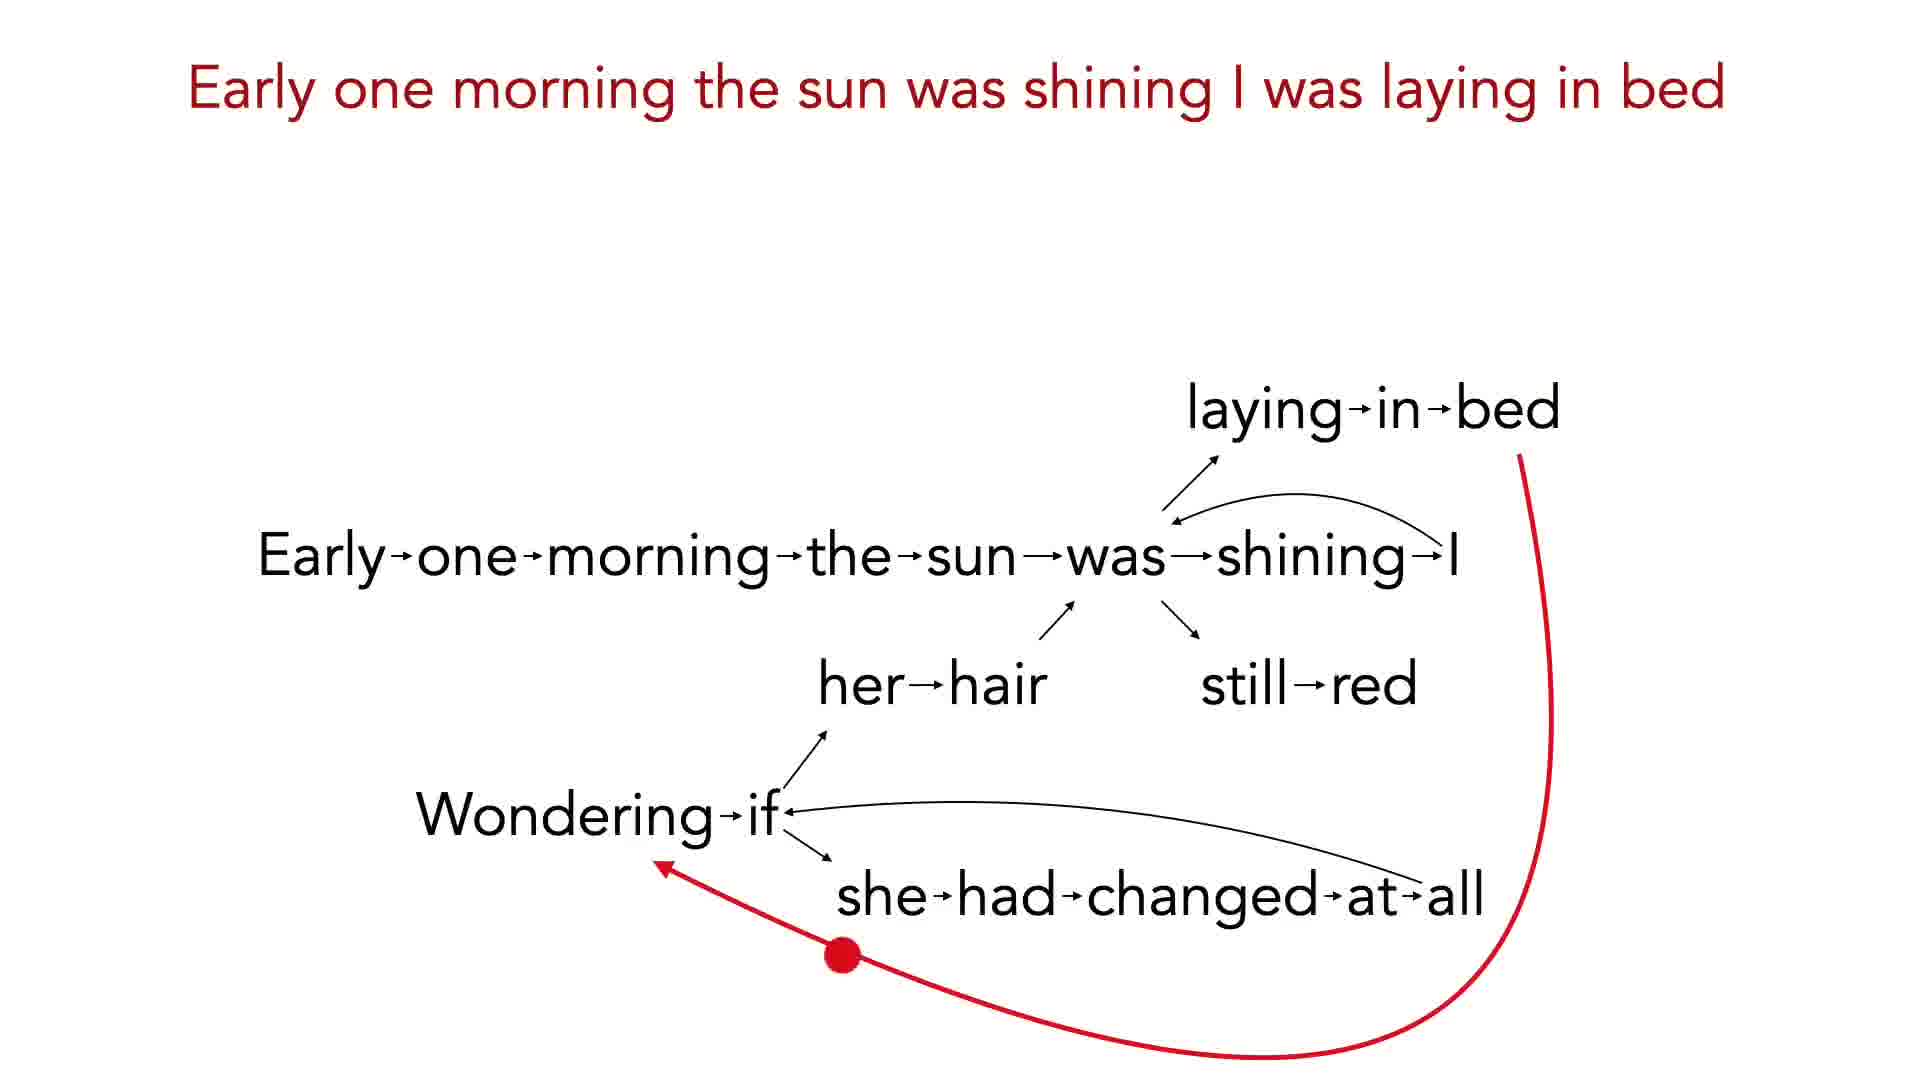 Early one morning the sun was shining I was laying in bed
laying in bed
Early one morning the sun was shining I
her hair still red
Wondering if
she had changed at all